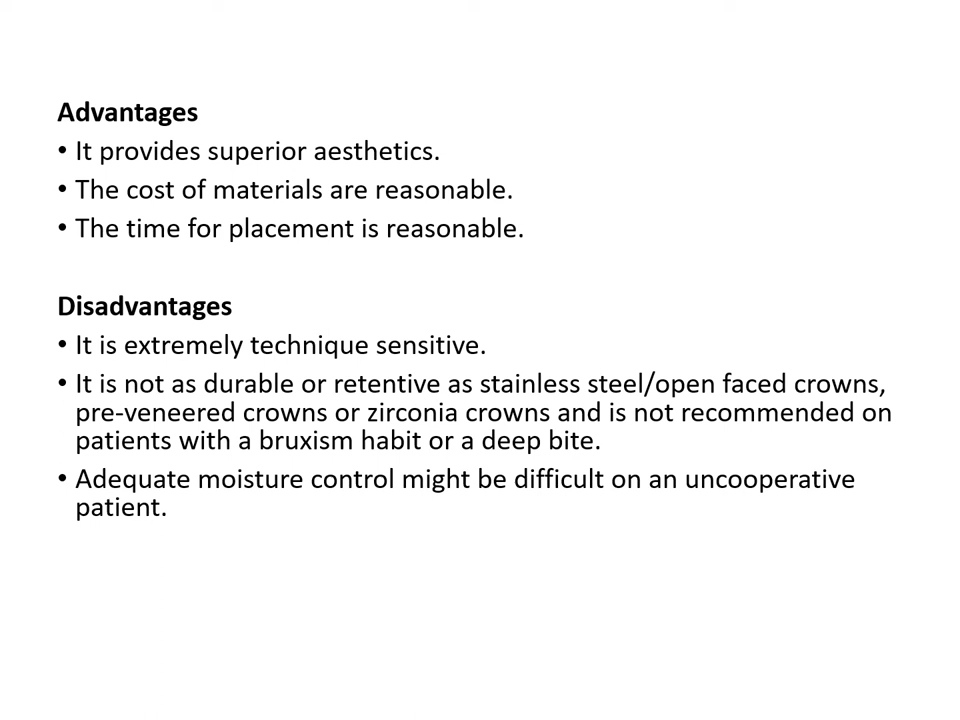 Advantages
• It provides superior aesthetics.
• The cost of materials are reasonable.
• The time for placement is reasonable.
Disadvantages
• It is extremely technique sensitive.
• It is not as durable or retentive as stainless steel/open faced crowns,
pre-veneered crowns or zirconia crowns and is not recommended on
patients with a bruxism habit or a deep bite.
• Adequate moisture control might be difficult on an uncooperative
patient.